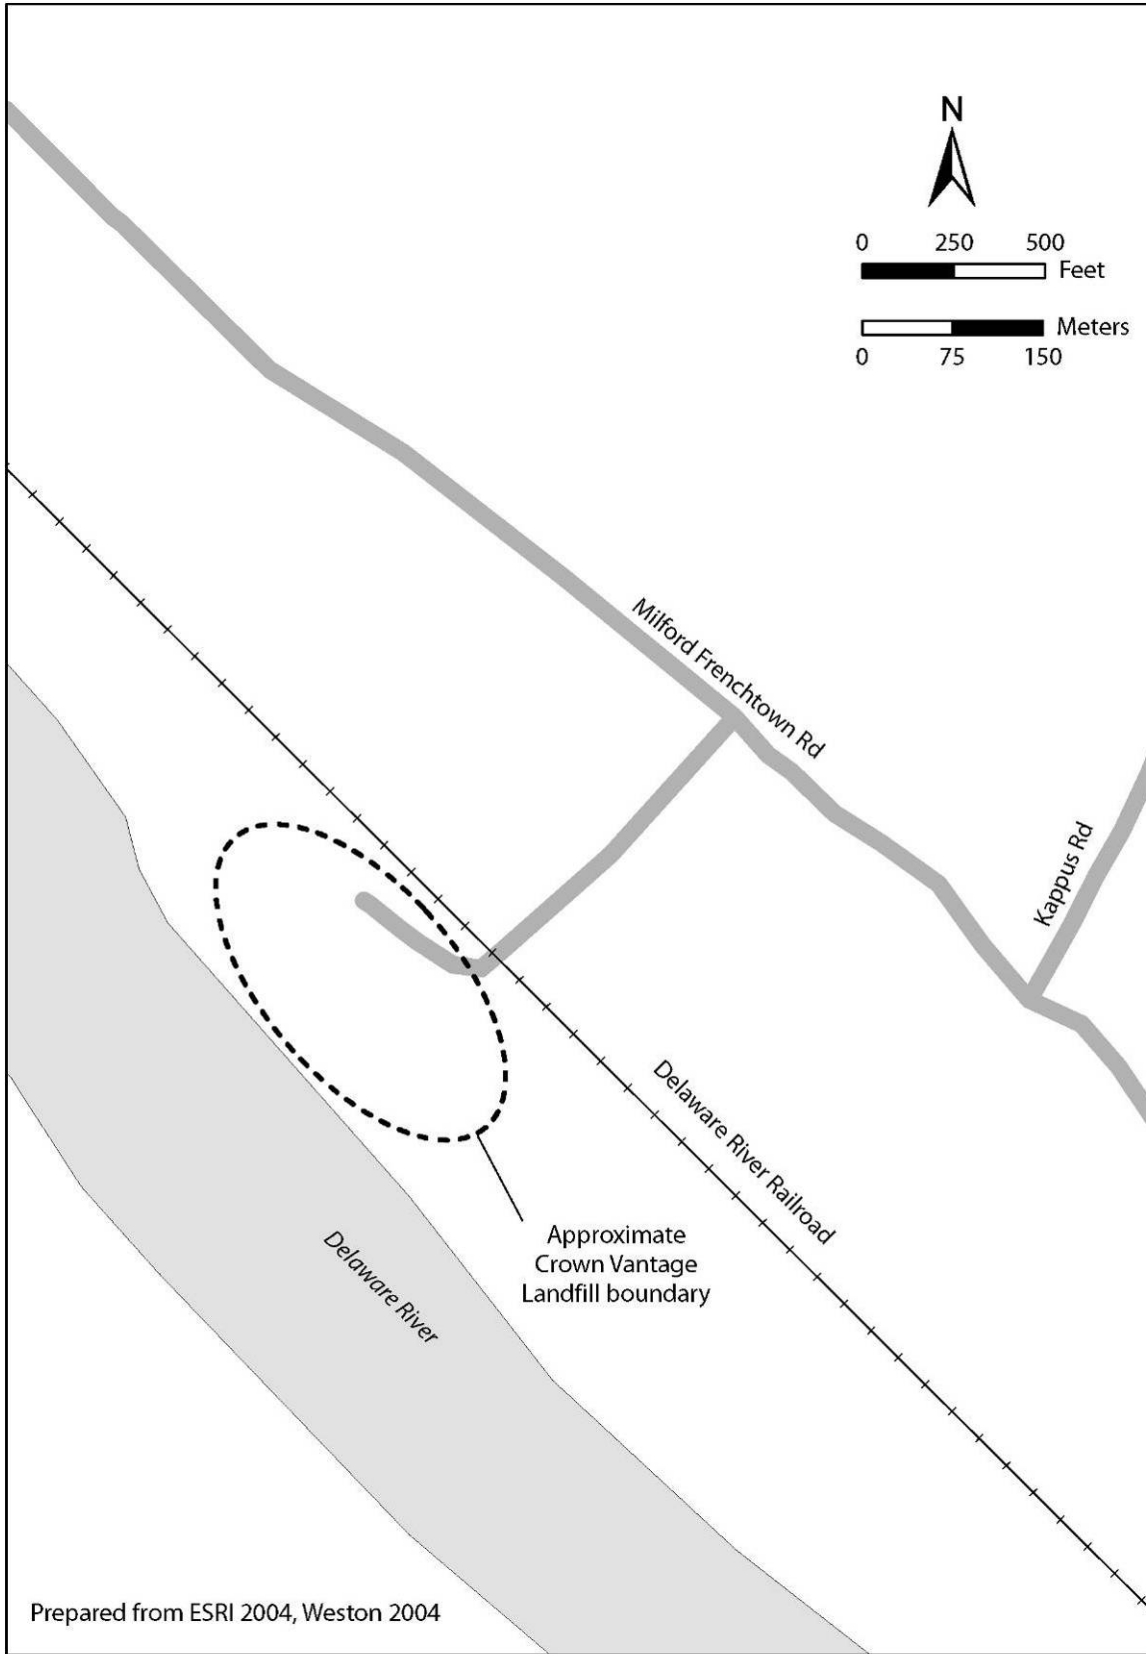 N
0 250 500
Feet
Meters
0 75 150
Milford Frenchtown Rd
Kappus Rd
Delaware River Railroad
Approximate
Crown Vantage
Landfill boundary
Delaware River
Prepared from ESRI 2004, Weston 2004